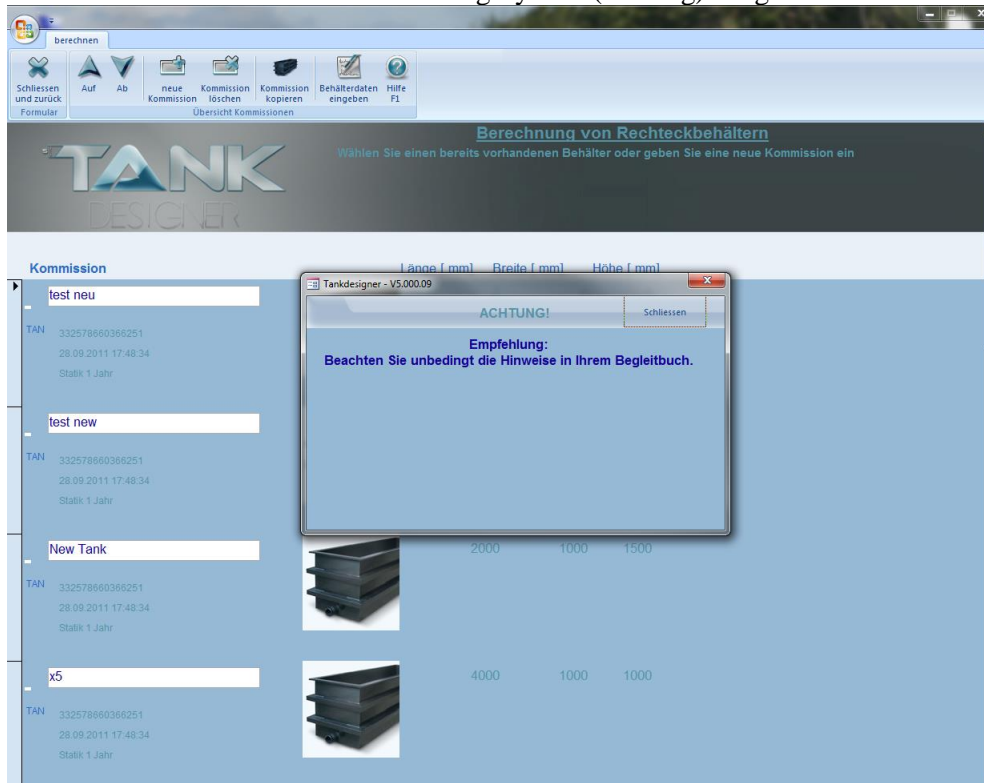 berechnen
Schliessen und zurück
Auf
Ab
neue Kommission
Kommission löschen
Kommission kopieren
Behälterdaten eingeben
Hilfe F1
Formular
Übersicht Kommissionen
Berechnung von Rechteckbehältern
Wählen Sie einen bereits vorhandenen Behälter oder geben Sie eine neue Kommission ein
TANK
DESIGNER
Kommission
Länge [ mm]
Breite [ mm]
Höhe [ mm]
Tankdesigner - V5.000.09
ACHTUNG!
Schliessen
Empfehlung:
Beachten Sie unbedingt die Hinweise in Ihrem Begleitbuch.
test neu
TAN 332578660366251
28.09.2011 17:48:34
Statik 1 Jahr
test new
TAN 332578660366251
28.09.2011 17:48:34
Statik 1 Jahr
New Tank
2000 1000 1500
TAN 332578660366251
28.09.2011 17:48:34
Statik 1 Jahr
x5
4000 1000 1000
TAN 332578660366251
28.09.2011 17:48:34
Statik 1 Jahr